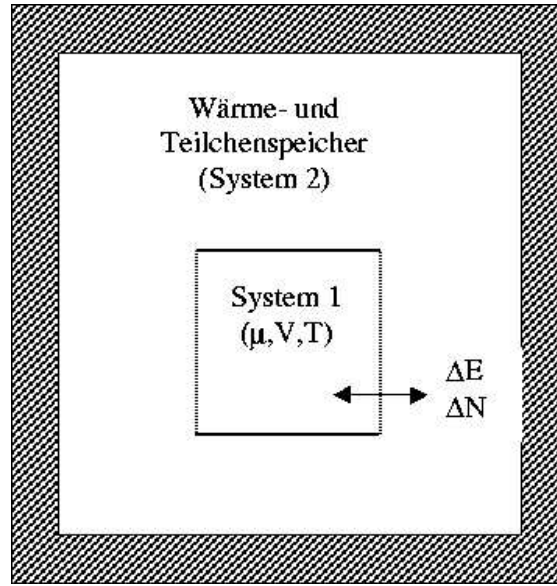 Wärme- und
Teilchenspeicher
(System 2)
System 1
(μ,V,T)
ΔE
ΔN